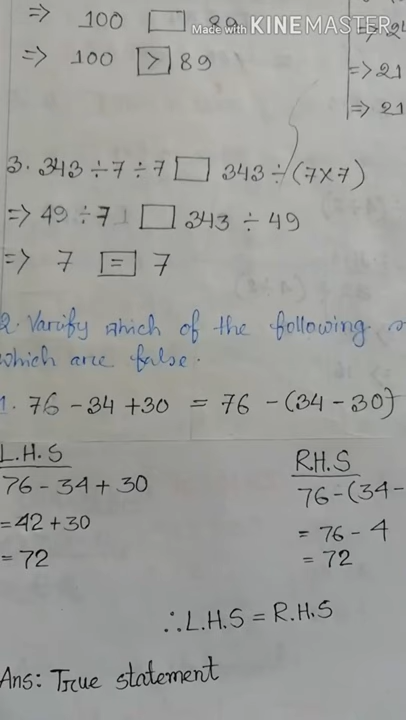 ⇒ 100 □ 89
Made with KINEMASTER
⇒ 100 [>] 89
⇒ 21
⇒ 21
3. 343 ÷ 7 ÷ 7 □ 343 ÷ (7×7)
⇒ 49 ÷ 7 □ 343 ÷ 49
⇒ 7 [=] 7
2. Varify which of the following
which are false.
1. 76 - 34 + 30 = 76 - (34 - 30)
L.H.S
76 - 34 + 30
= 42 + 30
= 72
R.H.S
76 - (34 -
= 76 - 4
= 72
∴ L.H.S = R.H.S
Ans: True statement